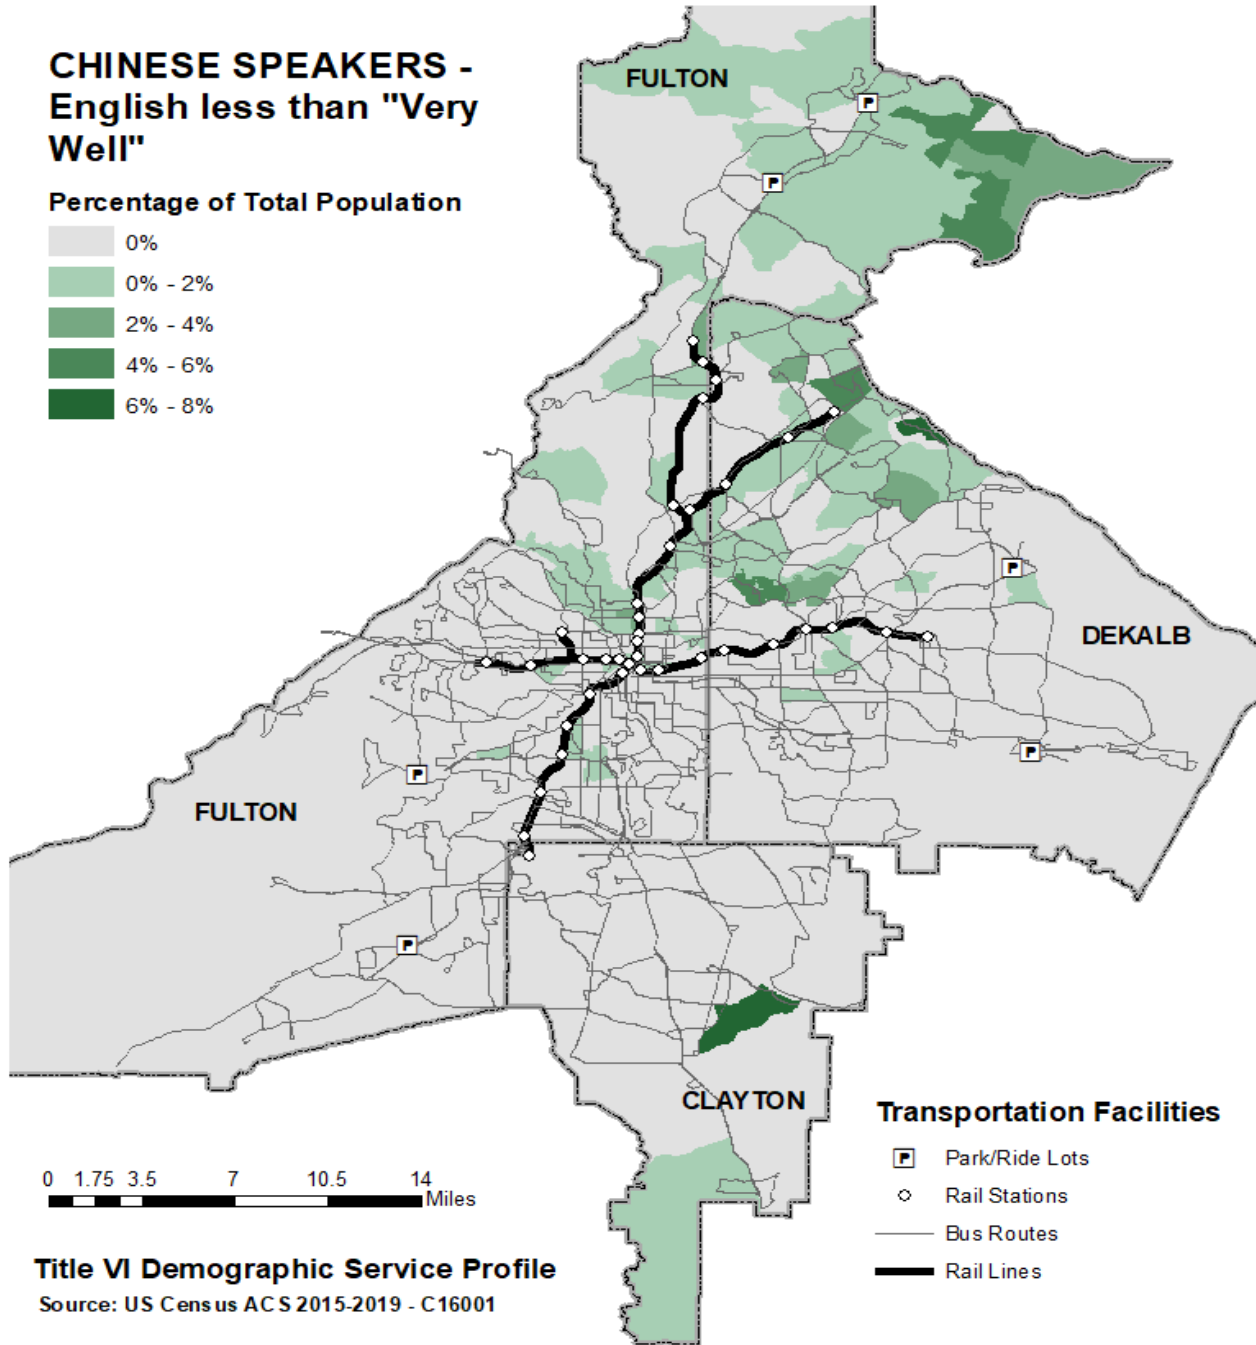 CHINESE SPEAKERS -
English less than "Very
Well"
Percentage of Total Population
0%
0% - 2%
2% - 4%
4% - 6%
6% - 8%
FULTON
P
P
P
DEKALB
P
P
FULTON
P
CLAYTON
Transportation Facilities
P Park/Ride Lots
Rail Stations
Bus Routes
Rail Lines
0 1.75 3.5 7 10.5 14
Miles
Title VI Demographic Service Profile
Source: US Census ACS 2015-2019 - C16001